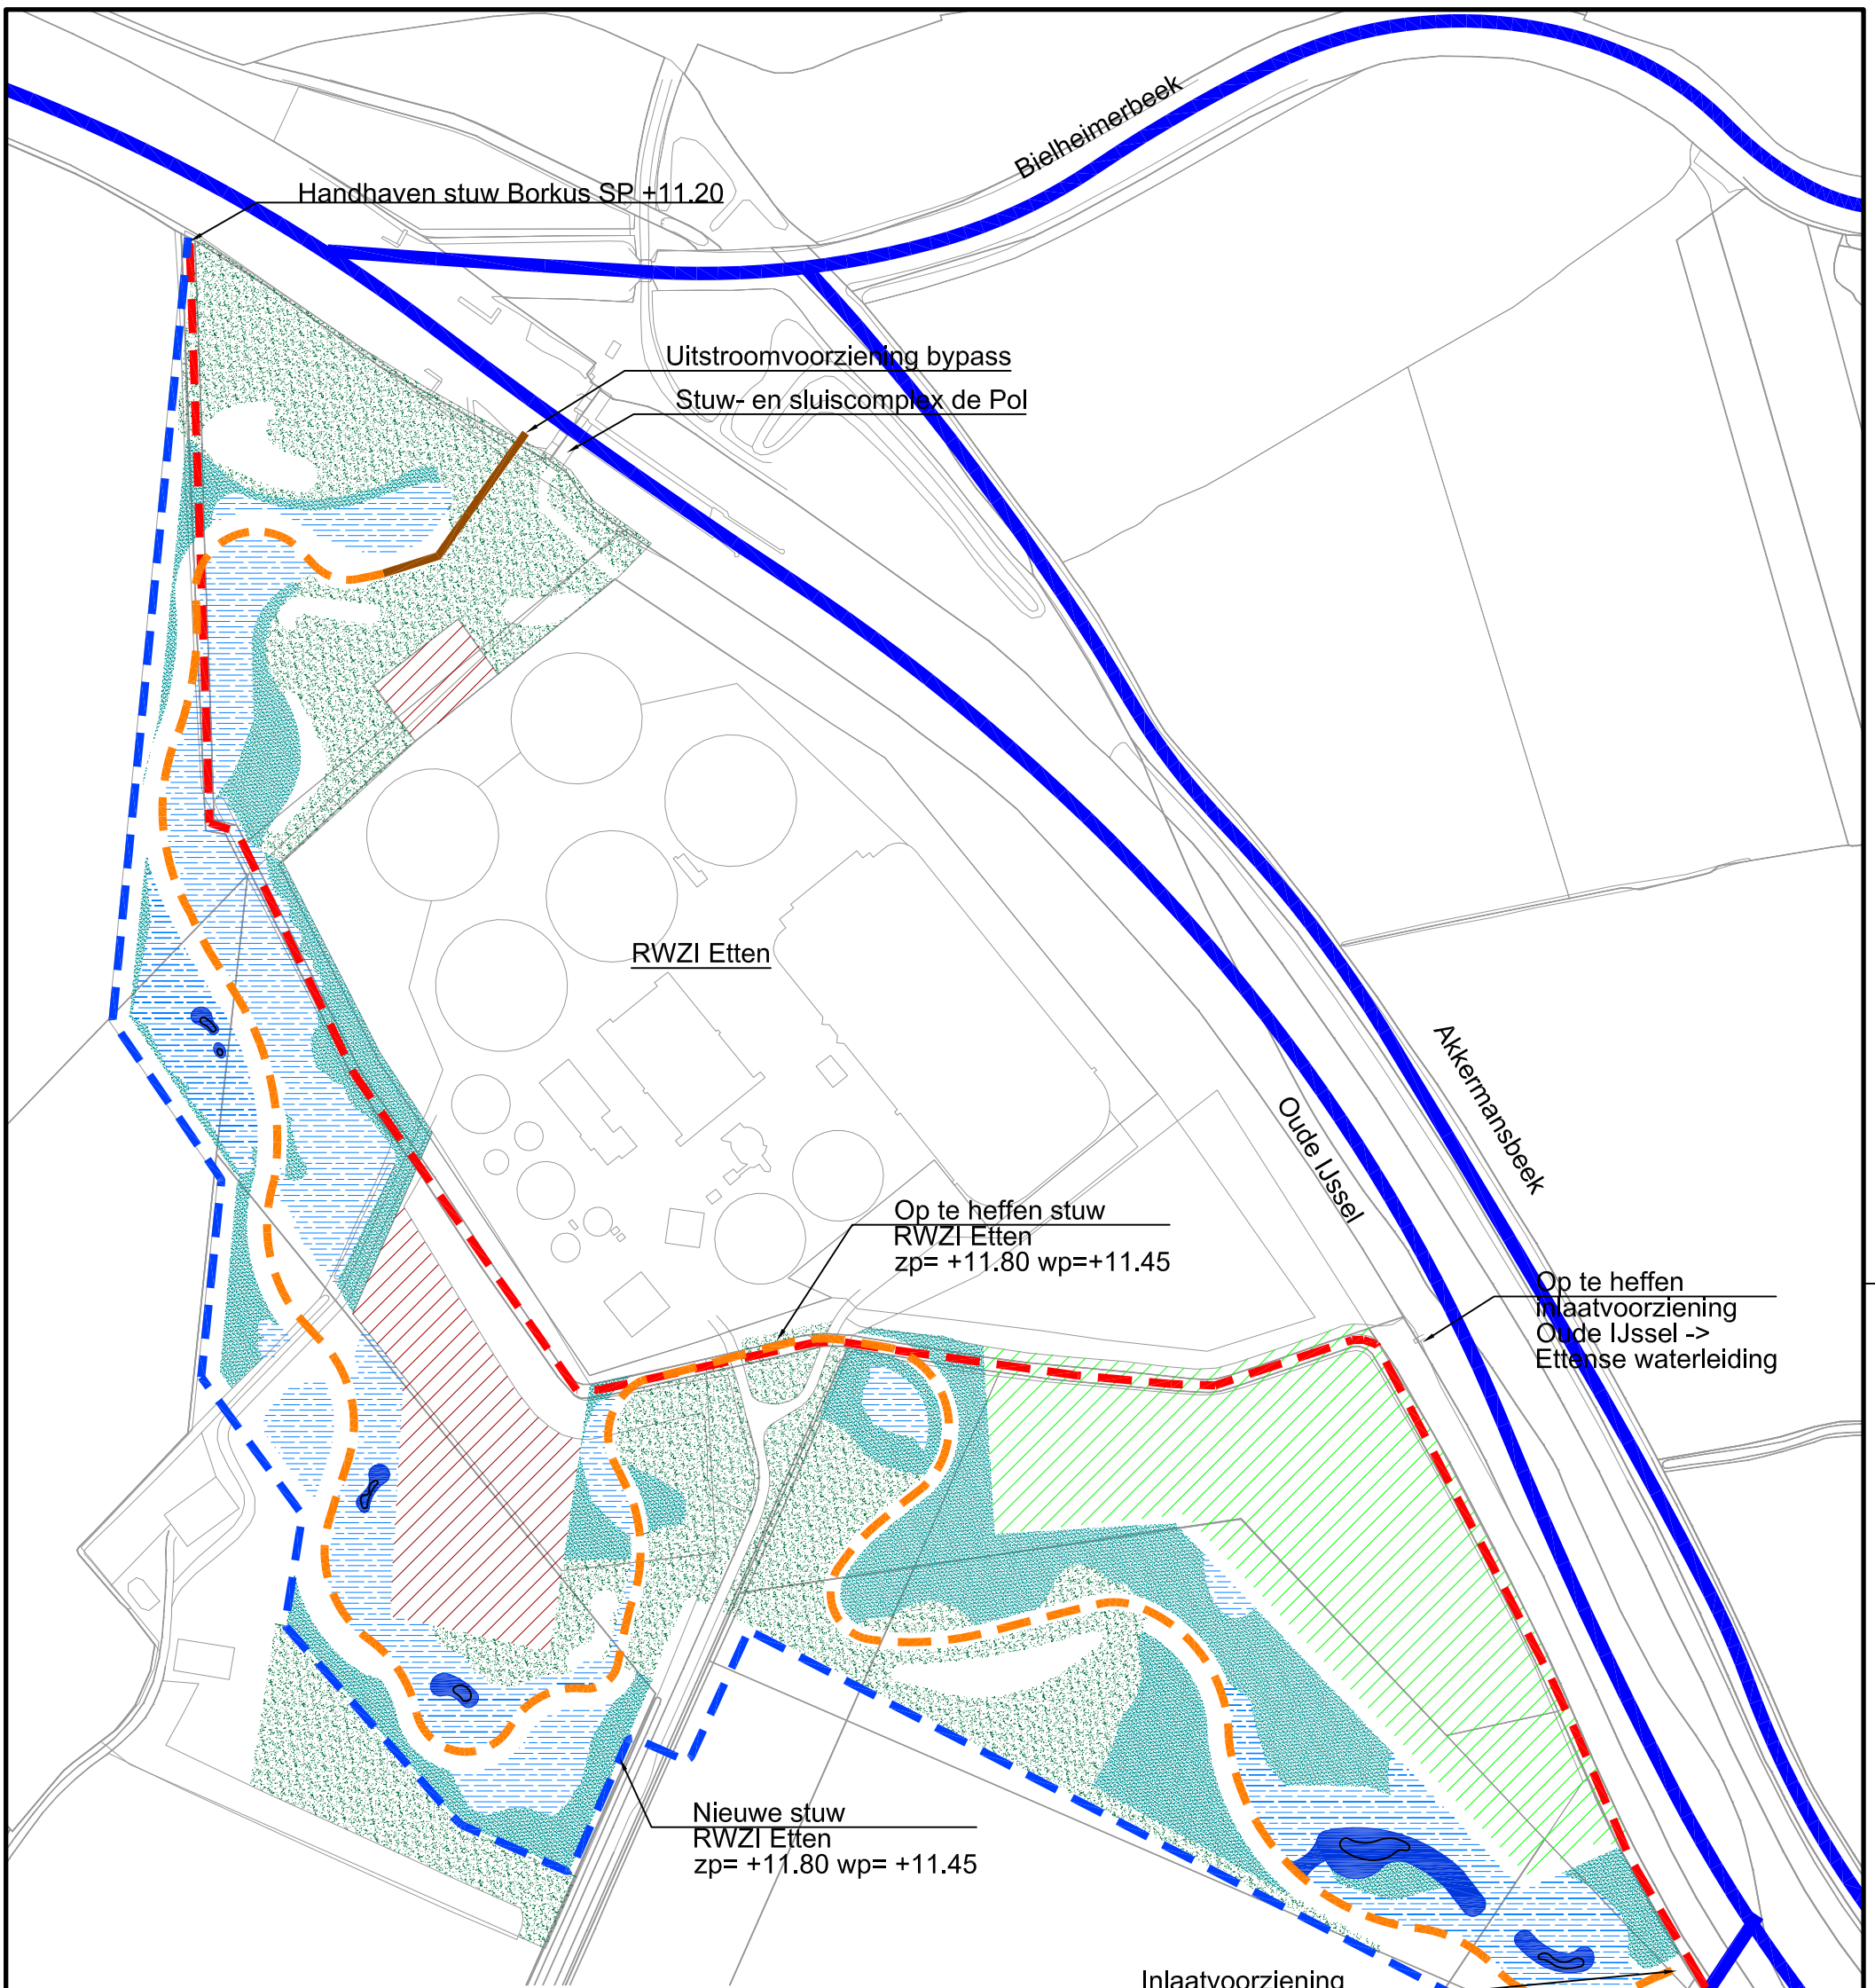 Bielheimerbeek
Handhaven stuw Borkus SP +11.20
Uitstroomvoorziening bypass
Stuw- en sluiscomplex de Pol
RWZI Etten
Akkermansbeek
Oude IJssel
Op te heffen stuw
RWZI Etten
zp= +11.80 wp=+11.45
Op te heffen
inlaatvoorziening
Oude IJssel ->
Ettense waterleiding
Nieuwe stuw
RWZI Etten
zp= +11.80 wp= +11.45
Inlaatvoorziening